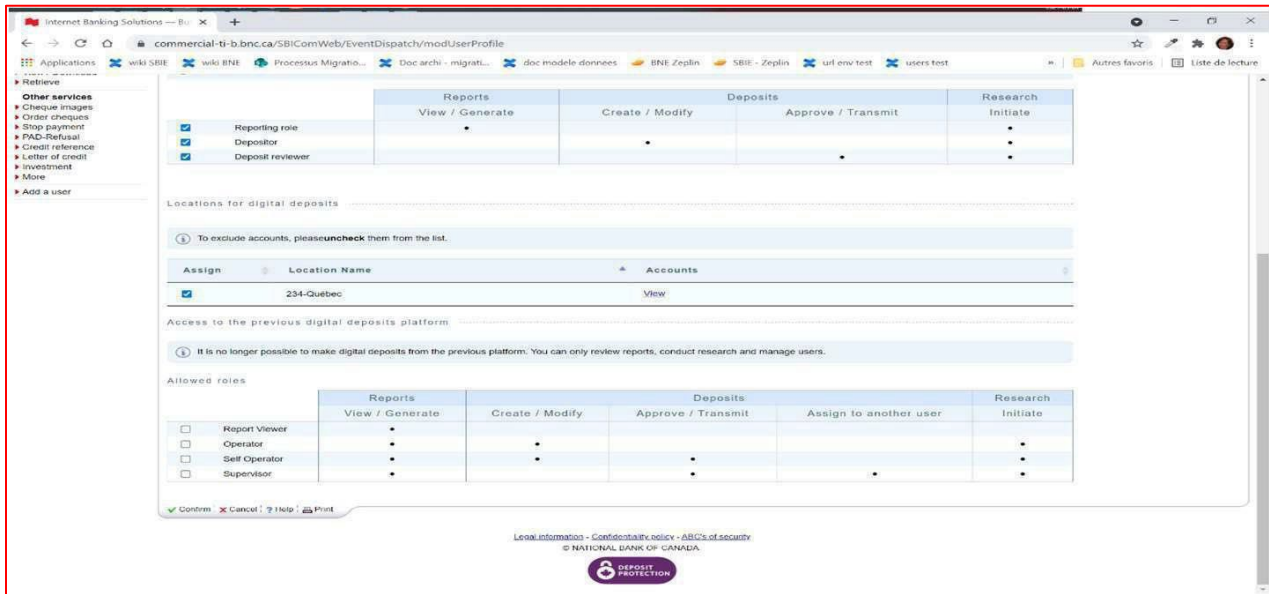 Internet Banking Solutions — Bu
commercial-ti-b.bnc.ca/SBIComWeb/EventDispatch/modUserProfile
Applications wiki SBIE wiki BNE Processus Migratio... Doc archi - migrati... doc modele donnees BNE Zeplin SBIE - Zeplin url env test users test » Autres favoris Liste de lecture
Retrieve
Other services
Cheque images
Order cheques
Stop payment
PAD-Refusal
Credit reference
Letter of credit
Investment
More
Add a user
Reports Deposits Research
View / Generate Create / Modify Approve / Transmit Initiate
Reporting role
Depositor
Deposit reviewer
Locations for digital deposits
To exclude accounts, pleaseuncheck them from the list.
Assign Location Name Accounts
234-Québec View
Access to the previous digital deposits platform
It is no longer possible to make digital deposits from the previous platform. You can only review reports, conduct research and manage users.
Allowed roles
Reports Deposits Research
View / Generate Create / Modify Approve / Transmit Assign to another user Initiate
Report Viewer
Operator
Self Operator
Supervisor
Confirm Cancel ? Help Print
Legal information - Confidentiality policy - ABC's of security
© NATIONAL BANK OF CANADA
DEPOSIT
PROTECTION